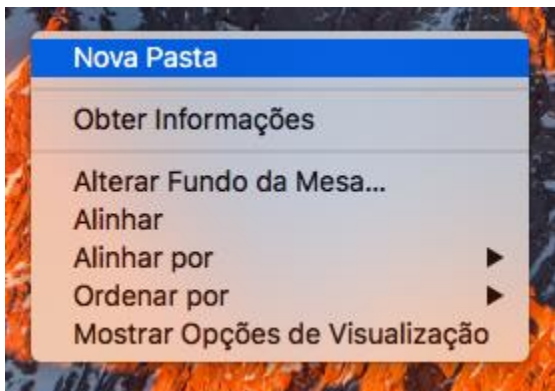 Nova Pasta
Obter Informações
Alterar Fundo da Mesa...
Alinhar
Alinhar por
Ordenar por
Mostrar Opções de Visualização